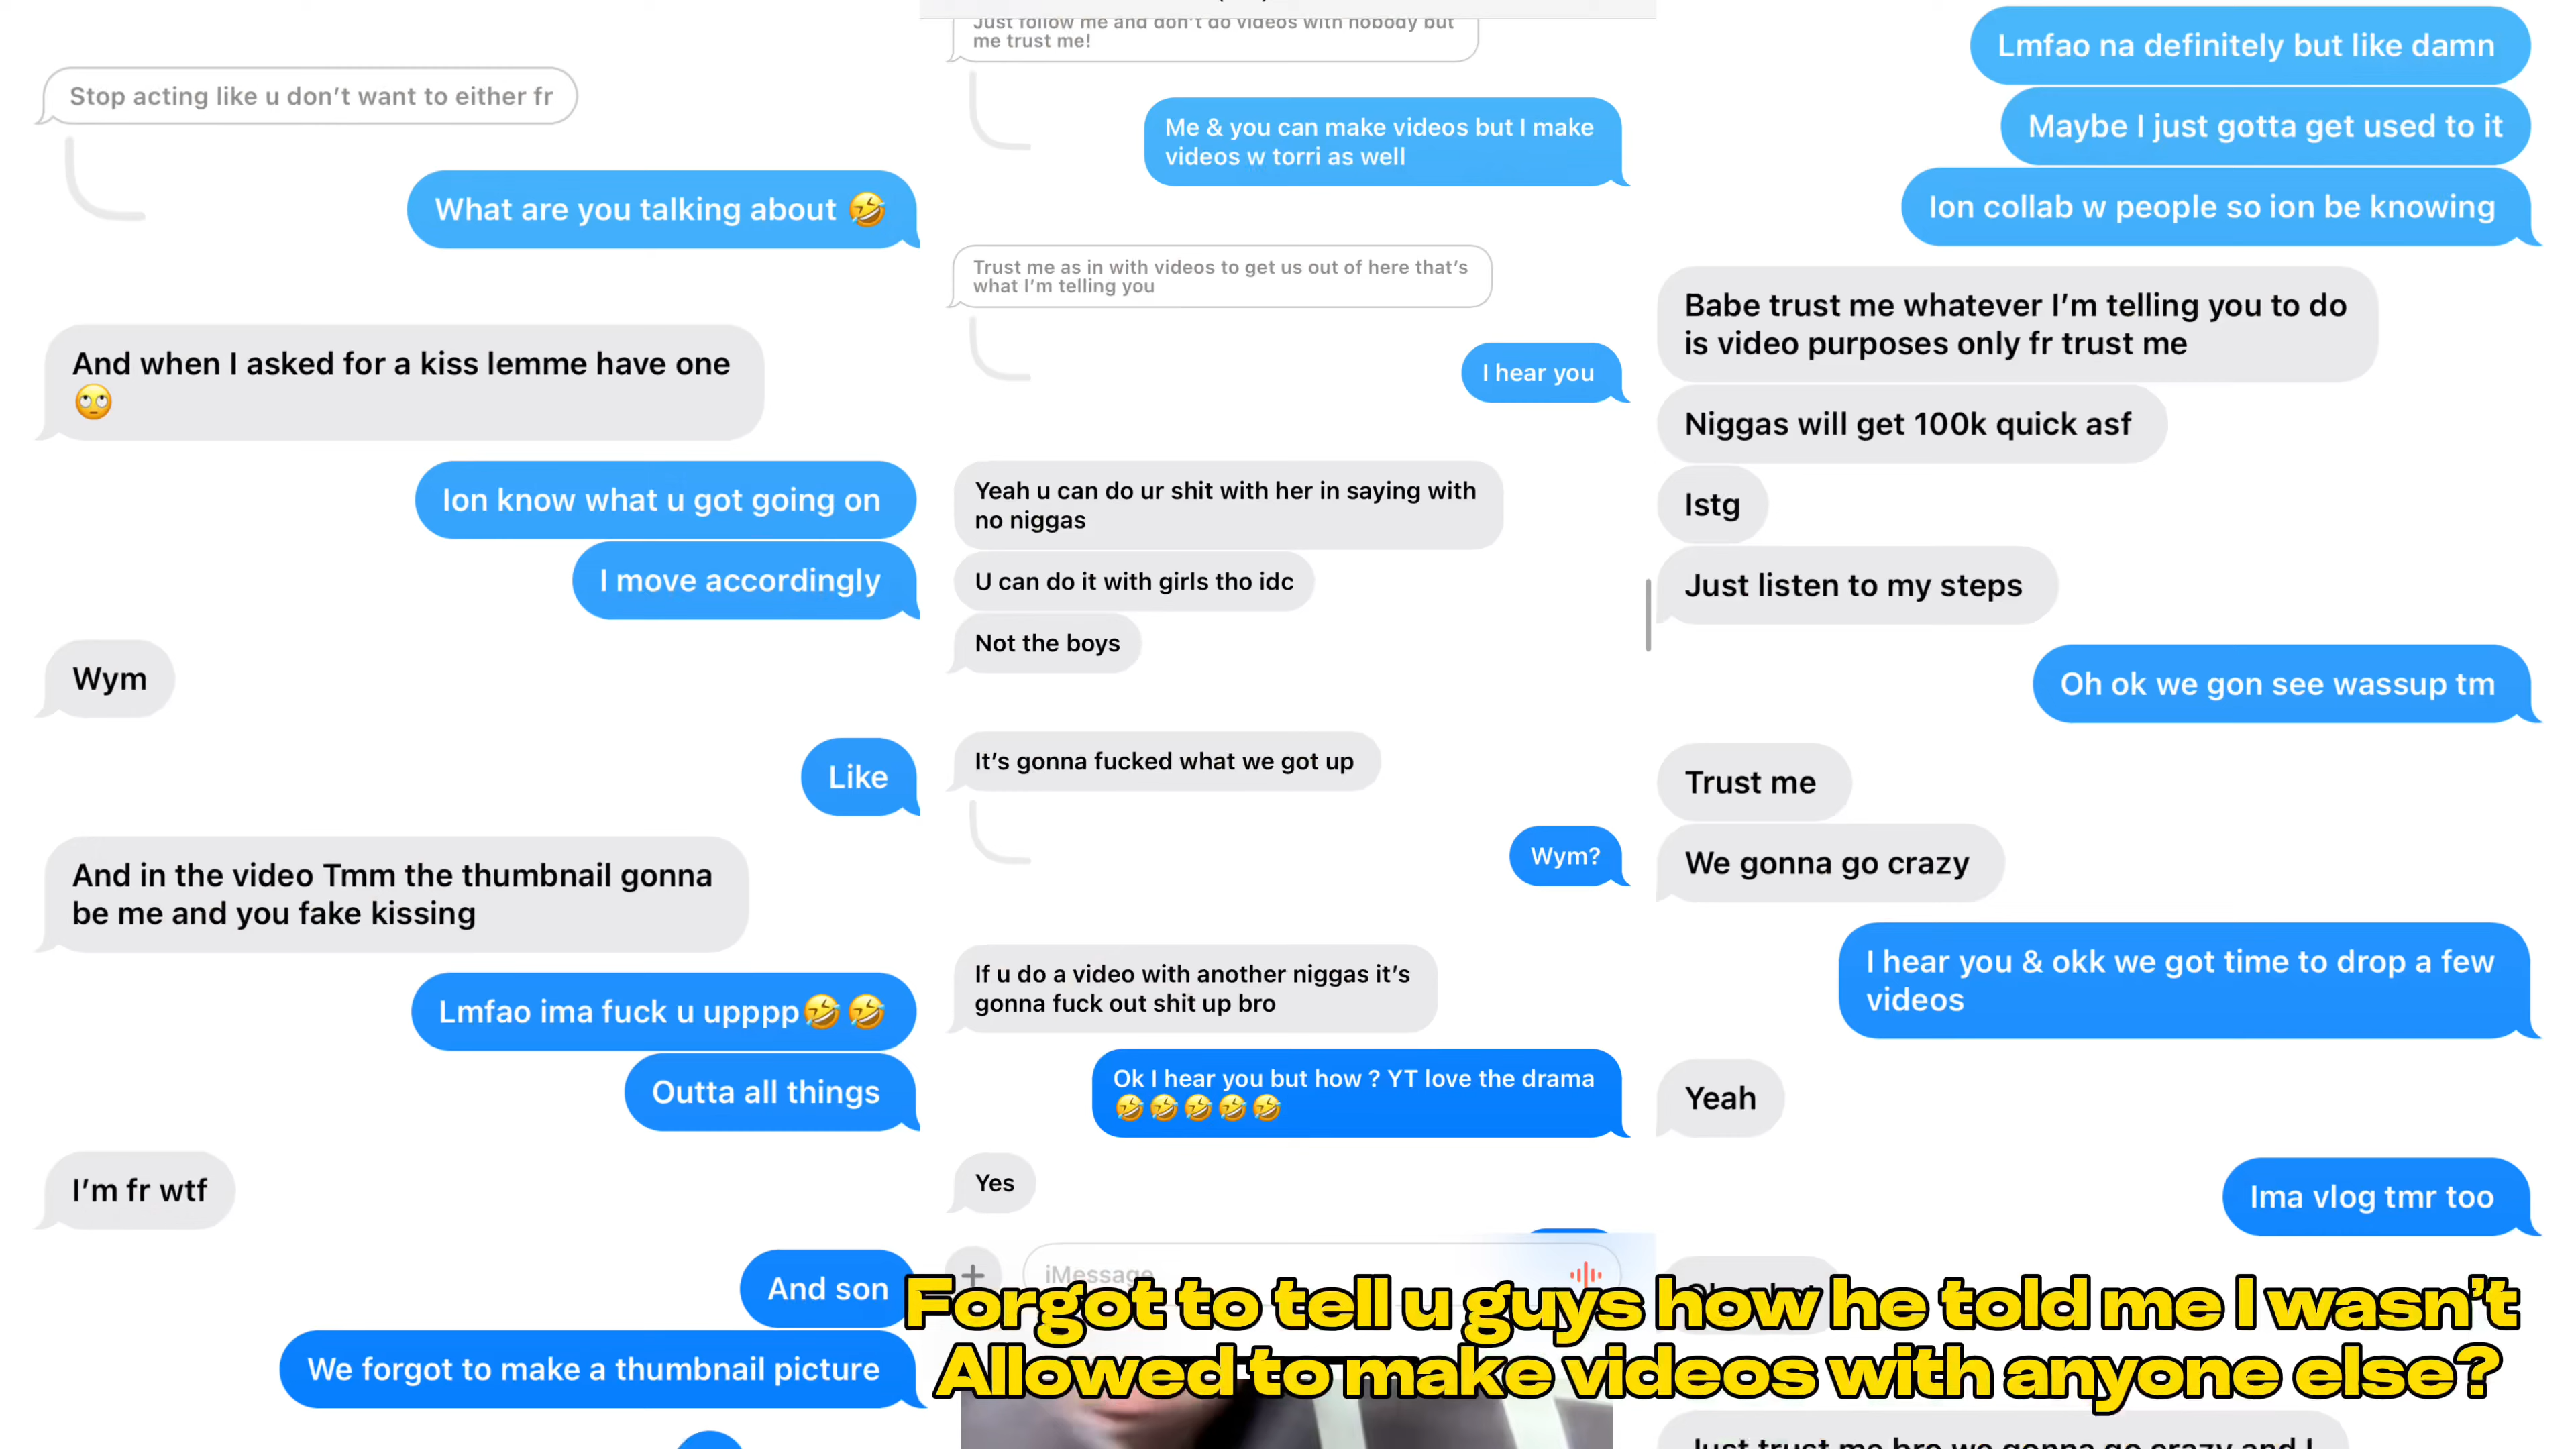 Stop acting like u don't want to either fr
What are you talking about 🤣
And when I asked for a kiss lemme have one
🙄
Ion know what u got going on
I move accordingly
Wym
Like
And in the video Tmm the thumbnail gonna
be me and you fake kissing
Lmfao ima fuck u upppp🤣🤣
Outta all things
I'm fr wtf
And son
We forgot to make a thumbnail picture
Just follow me and don't do videos with nobody but
me trust me!
Me & you can make videos but I make
videos w torri as well
Trust me as in with videos to get us out of here that's
what I'm telling you
I hear you
Yeah u can do ur shit with her in saying with
no niggas
U can do it with girls tho idc
Not the boys
It's gonna fucked what we got up
Wym?
If u do a video with another niggas it's
gonna fuck out shit up bro
Ok I hear you but how ? YT love the drama
🤣🤣🤣🤣🤣
Yes
iMessage
Lmfao na definitely but like damn
Maybe I just gotta get used to it
Ion collab w people so ion be knowing
Babe trust me whatever I'm telling you to do
is video purposes only fr trust me
Niggas will get 100k quick asf
Istg
Just listen to my steps
Oh ok we gon see wassup tm
Trust me
We gonna go crazy
I hear you & okk we got time to drop a few
videos
Yeah
Ima vlog tmr too
Just trust me bro we gonna go crazy and I
Forgot to tell u guys how he told me I wasn't
Allowed to make videos with anyone else?